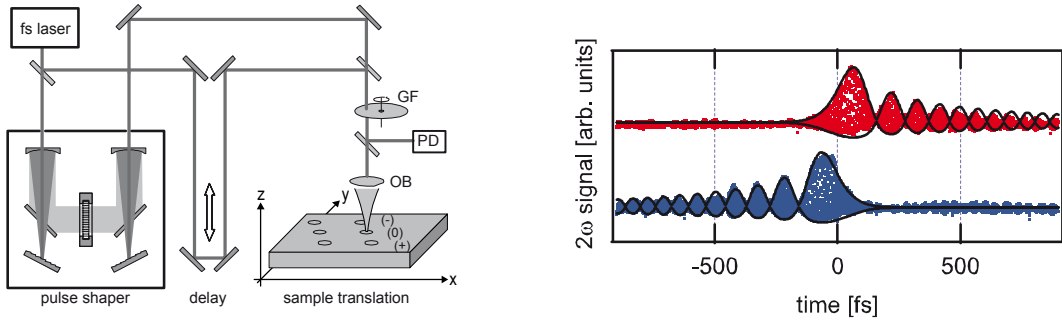 fs laser
GF
PD
OB
z
y
(-)
(0)
(+)
x
pulse shaper
delay
sample translation
2ω signal [arb. units]
-500
0
500
time [fs]